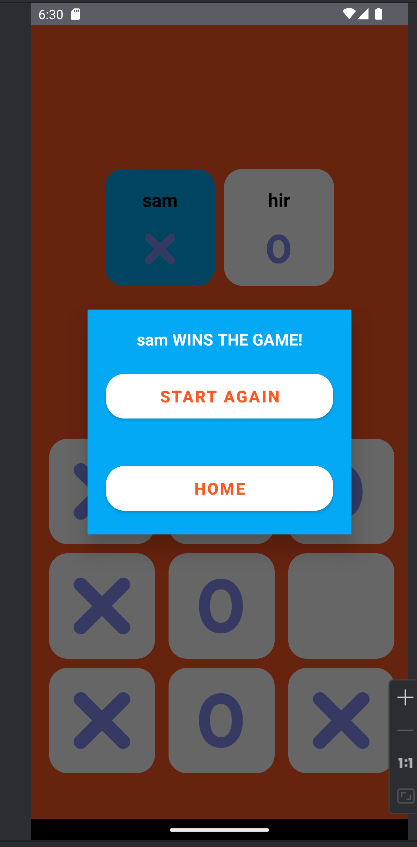 6:30
sam hir
X O
sam WINS THE GAME!
START AGAIN
HOME
X O
X O
X O X
1:1